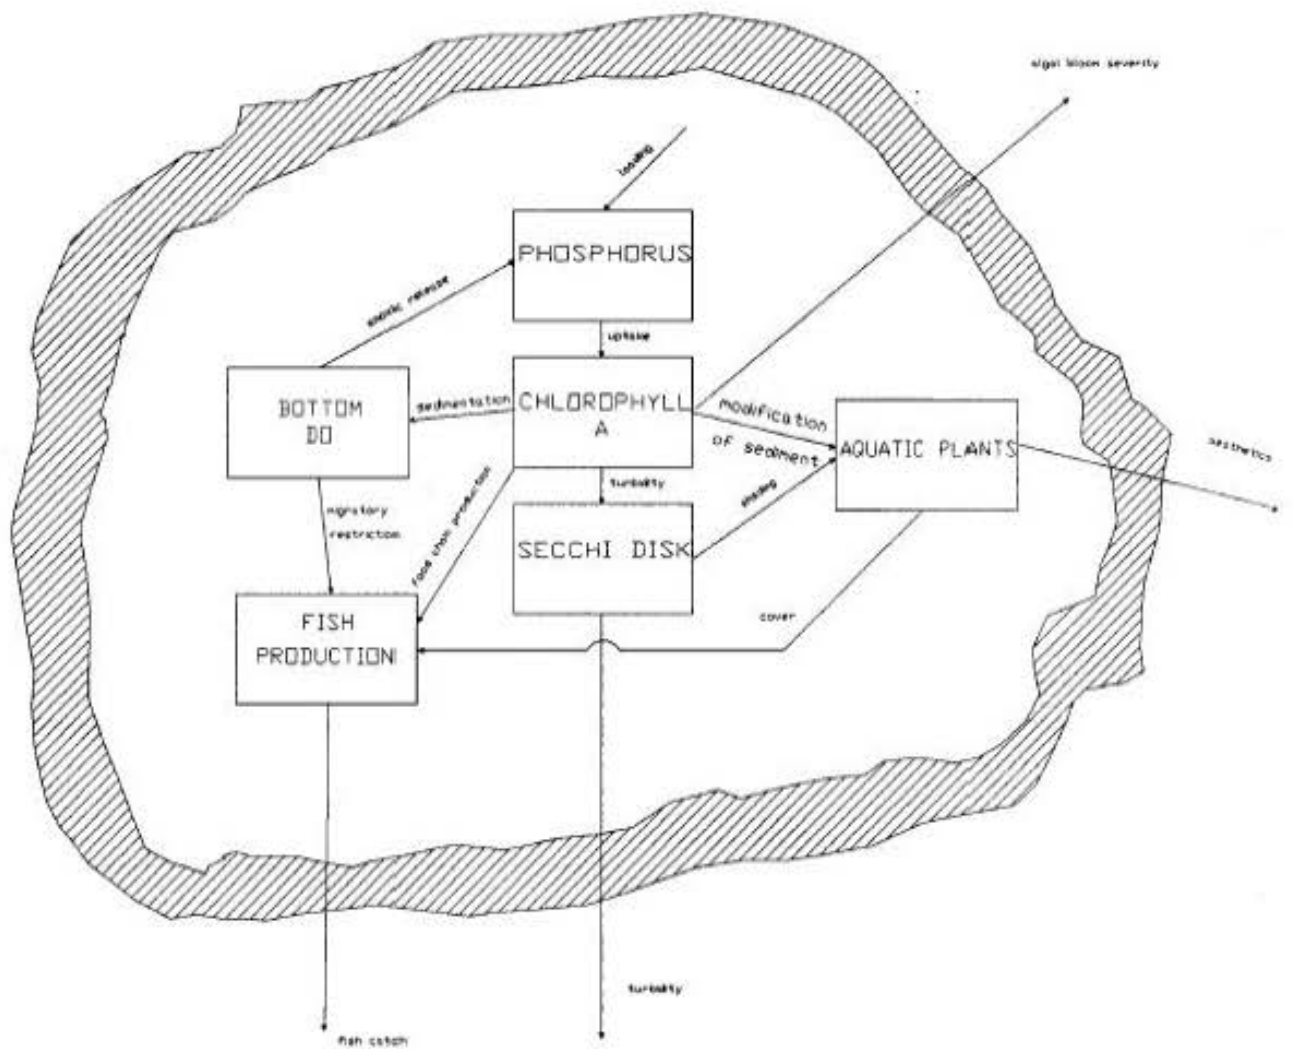 algal bloom severity
loading
PHOSPHORUS
anoxic release
uptake
BOTTOM
DO
sedimentation
CHLOROPHYLL
A
modification
of sediment
AQUATIC PLANTS
aesthetics
turbidity
shading
migratory
restriction
food chain production
SECCHI DISK
FISH
PRODUCTION
cover
turbidity
fish catch